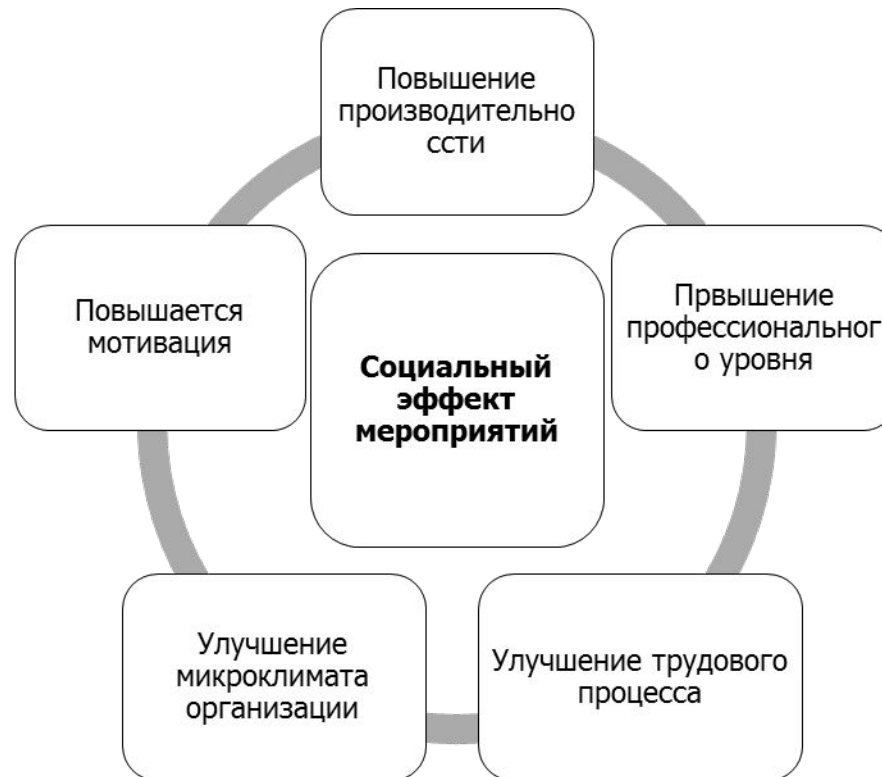 Повышение
производительно
ссти
Првышение
профессиональног
о уровня
Улучшение трудового
процесса
Улучшение
микроклимата
организации
Повышается
мотивация
Социальный
эффект
мероприятий